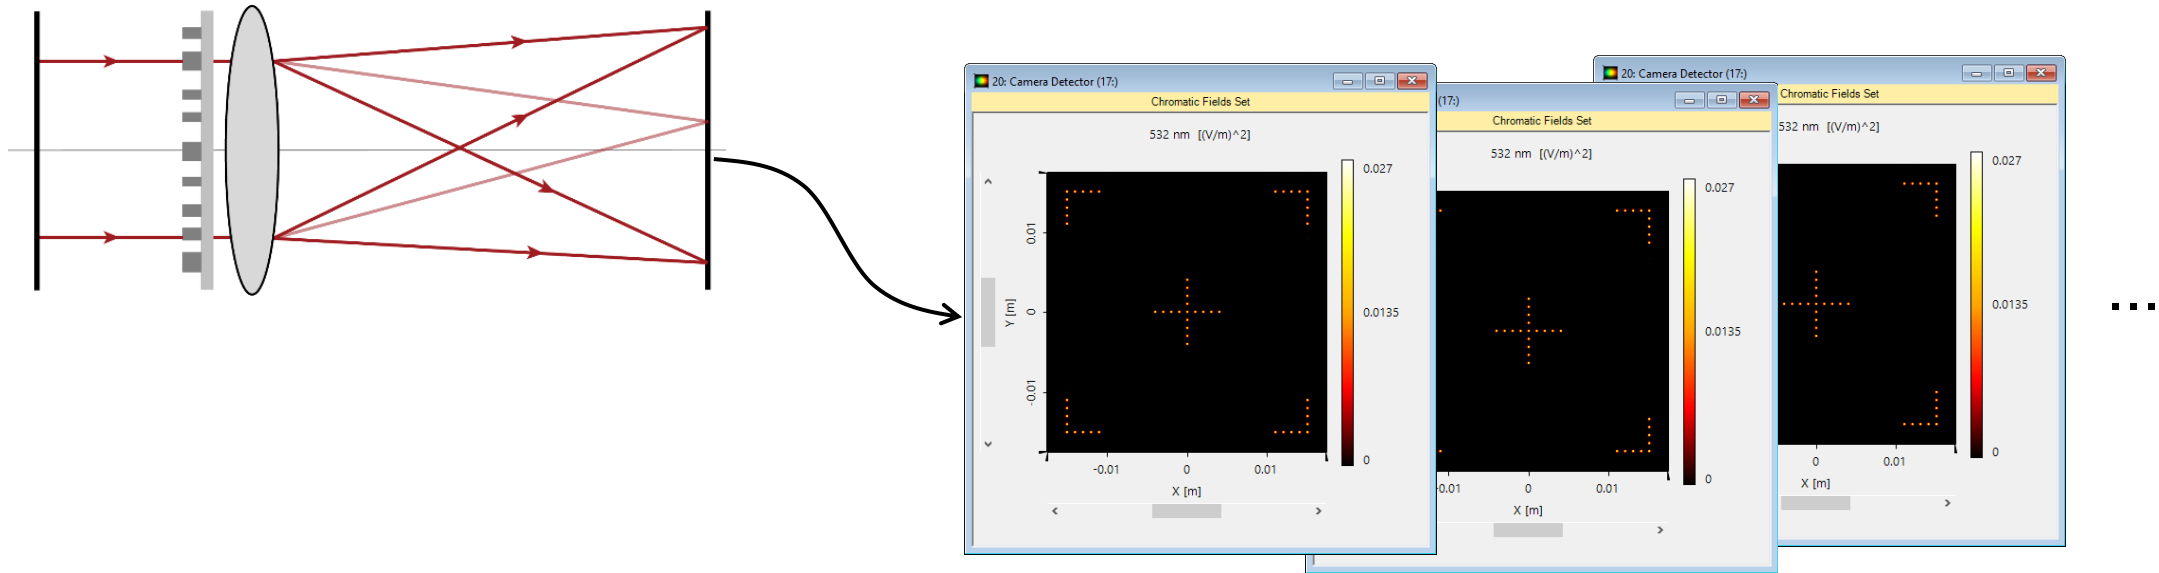 20: Camera Detector (17:)
Chromatic Fields Set
532 nm [(V/m)^2]
0.027
0.0135
0
Y [m]
0.01
0
-0.01
-0.01
0
0.01
X [m]
(17:)
Chromatic Fields Set
532 nm [(V/m)^2]
0.027
0.0135
0
-0.01
0
0.01
X [m]
20: Camera Detector (17:)
Chromatic Fields Set
532 nm [(V/m)^2]
0.027
0.0135
0
0
0.01
X [m]
...